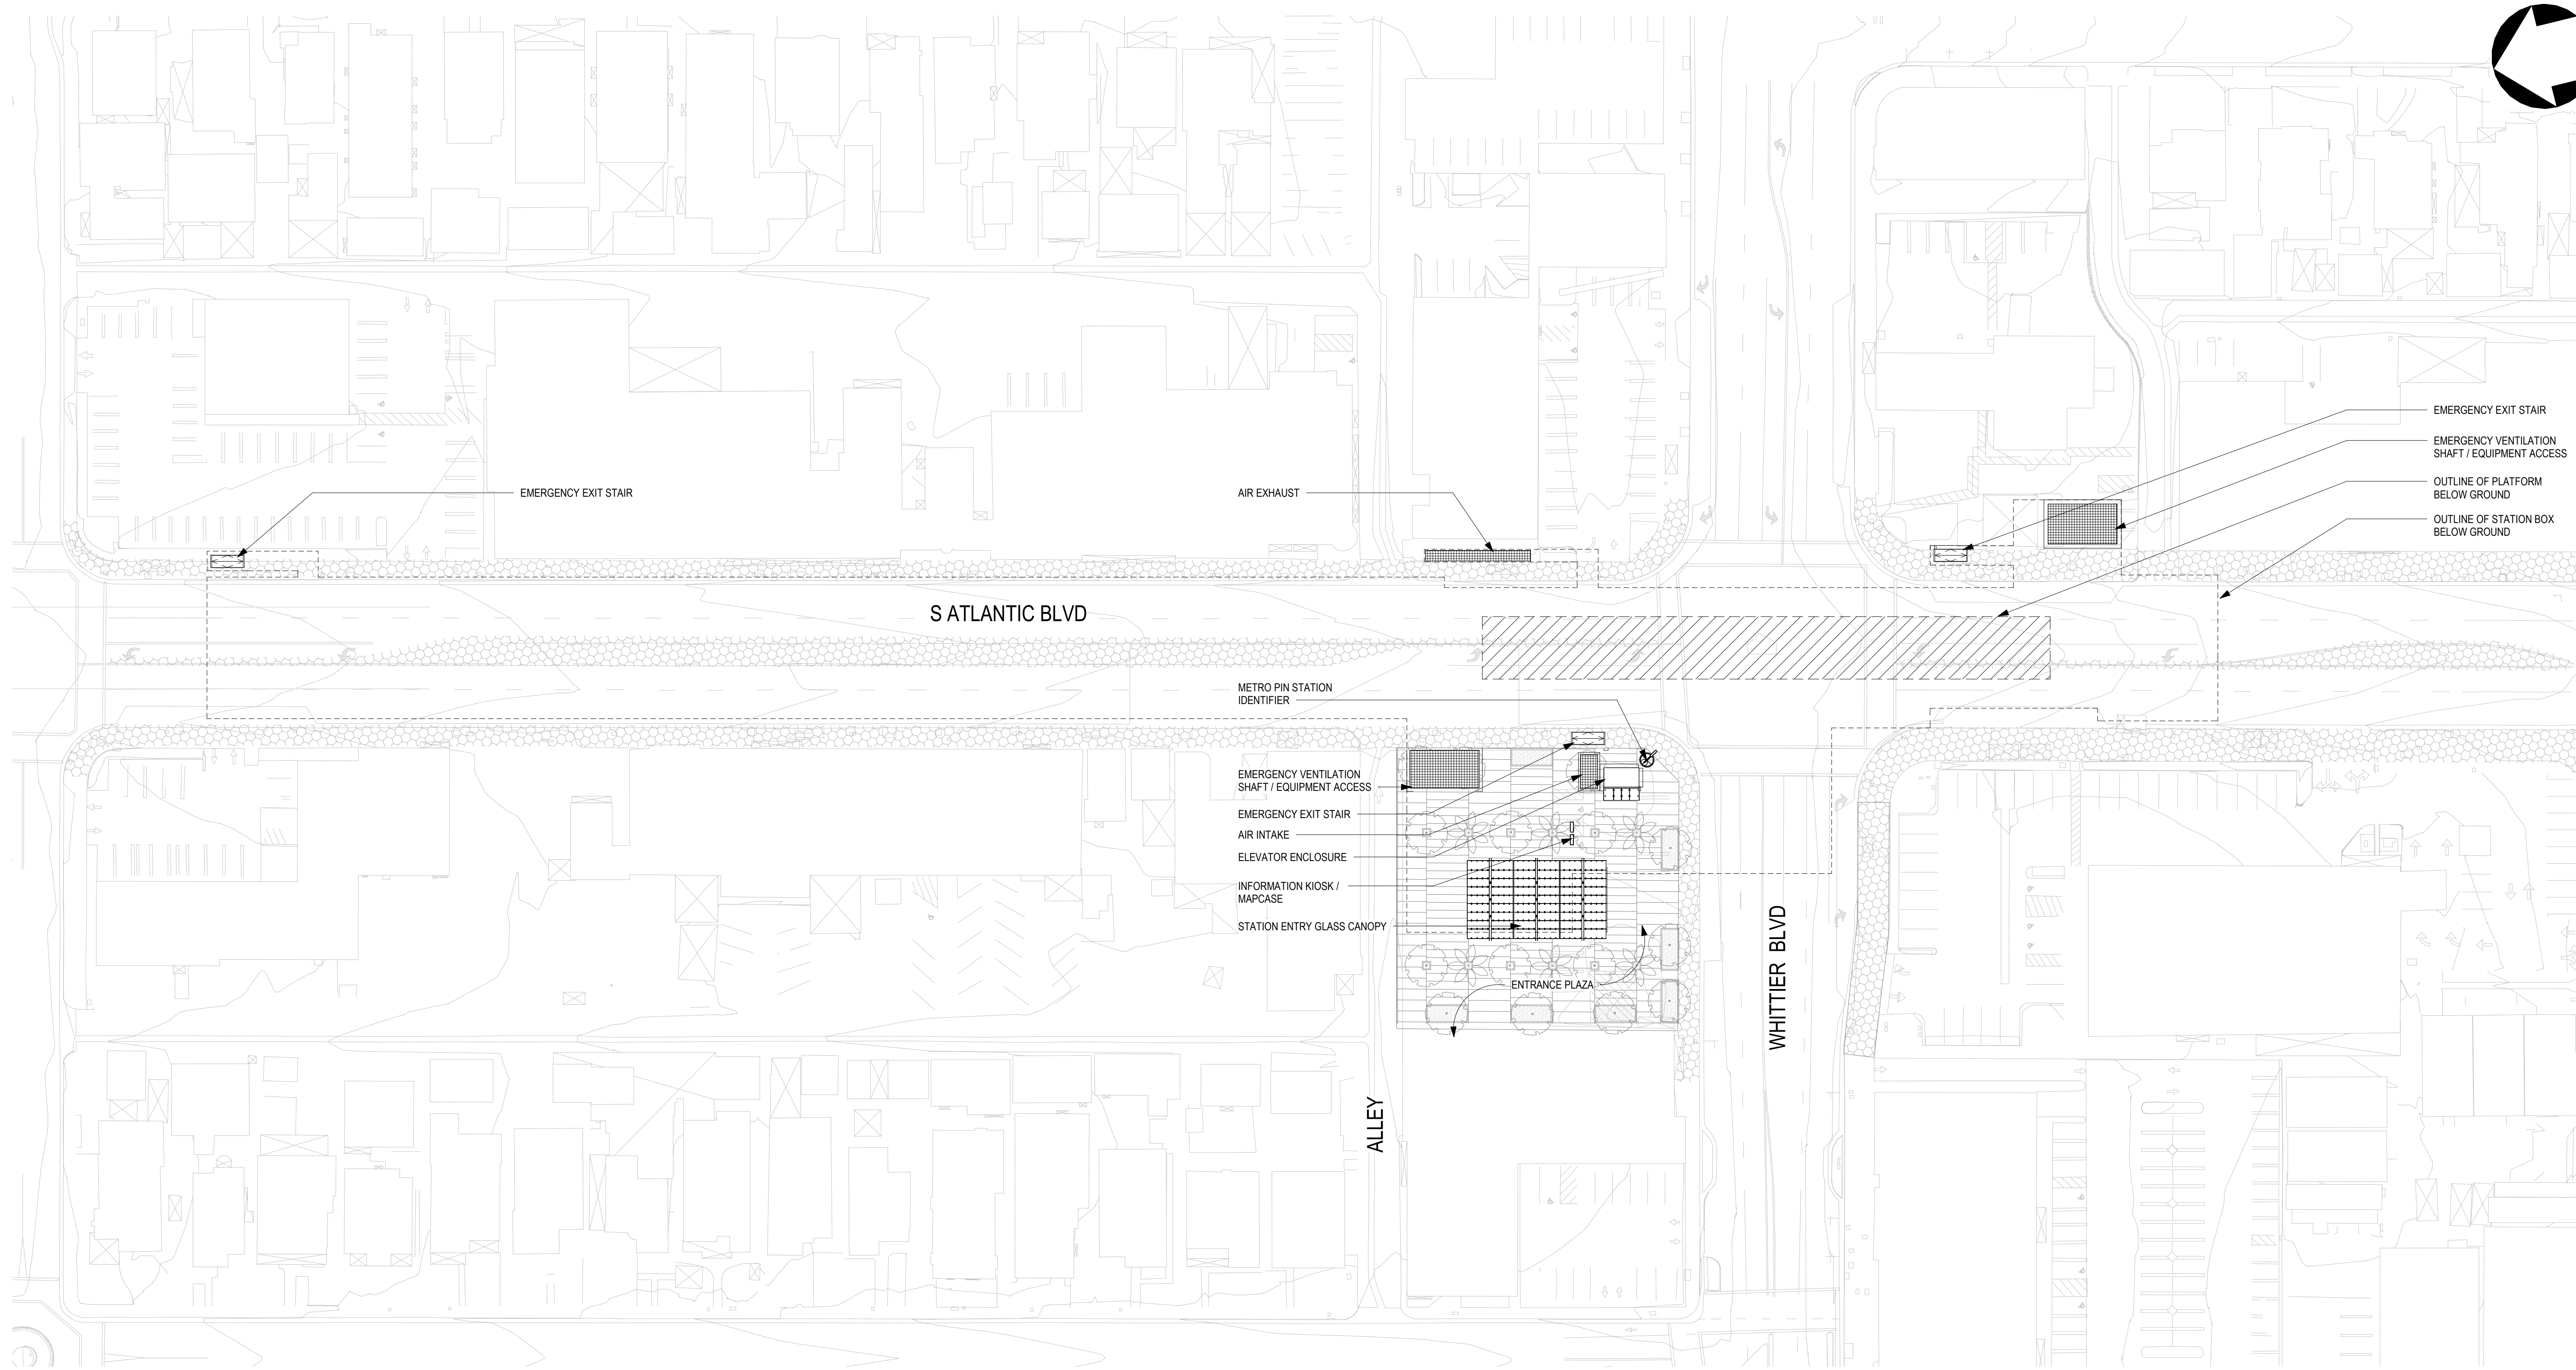 EMERGENCY EXIT STAIR
EMERGENCY VENTILATION
SHAFT / EQUIPMENT ACCESS
OUTLINE OF PLATFORM
BELOW GROUND
OUTLINE OF STATION BOX
BELOW GROUND
EMERGENCY EXIT STAIR
AIR EXHAUST
S ATLANTIC BLVD
METRO PIN STATION
IDENTIFIER
EMERGENCY VENTILATION
SHAFT / EQUIPMENT ACCESS
EMERGENCY EXIT STAIR
AIR INTAKE
ELEVATOR ENCLOSURE
INFORMATION KIOSK /
MAPCASE
STATION ENTRY GLASS CANOPY
ENTRANCE PLAZA
WHITTIER BLVD
ALLEY